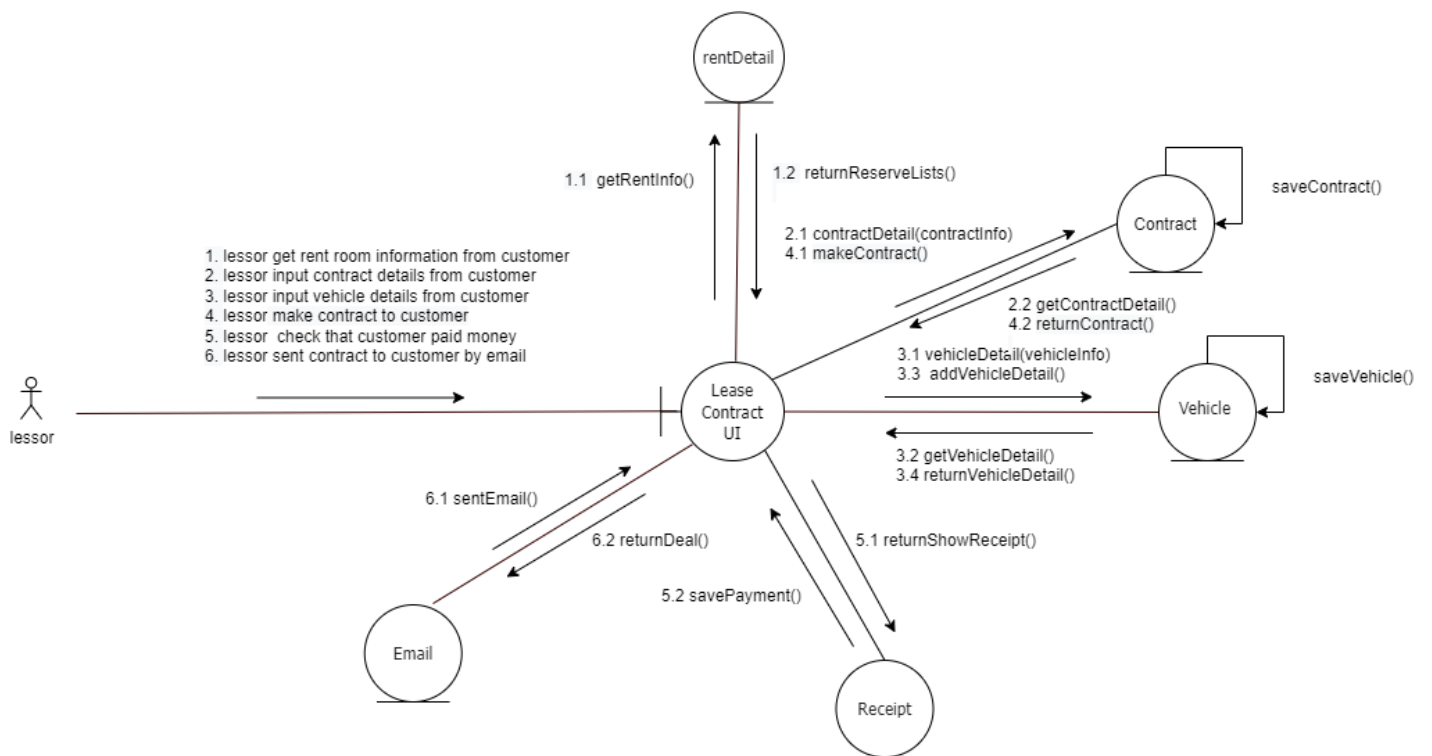 rentDetail
1.1 getRentInfo()
1.2 returnReserveLists()
saveContract()
Contract
2.1 contractDetail(contractInfo)
4.1 makeContract()
1. lessor get rent room information from customer
2. lessor input contract details from customer
3. lessor input vehicle details from customer
4. lessor make contract to customer
5. lessor check that customer paid money
6. lessor sent contract to customer by email
2.2 getContractDetail()
4.2 returnContract()
3.1 vehicleDetail(vehicleInfo)
3.3 addVehicleDetail()
saveVehicle()
lessor
Lease
Contract
UI
Vehicle
3.2 getVehicleDetail()
3.4 returnVehicleDetail()
6.1 sentEmail()
6.2 returnDeal()
5.1 returnShowReceipt()
5.2 savePayment()
Email
Receipt